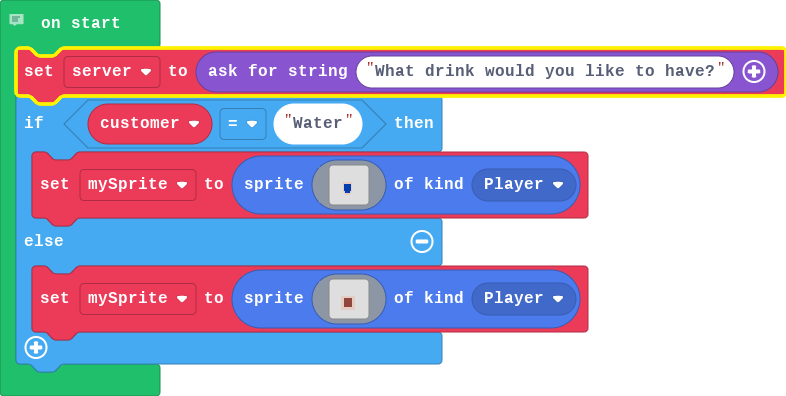 on start
set server to ask for string "What drink would you like to have?"
if customer = "Water" then
set mySprite to sprite of kind Player
else
set mySprite to sprite of kind Player